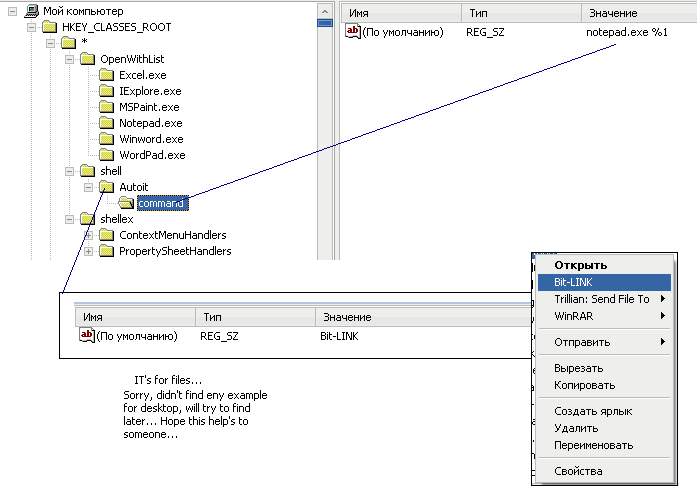 Мой компьютер
HKEY_CLASSES_ROOT
*
OpenWithList
Excel.exe
IExplore.exe
MSPaint.exe
Notepad.exe
Winword.exe
WordPad.exe
shell
Autoit
command
shellex
ContextMenuHandlers
PropertySheetHandlers
Имя Тип Значение
ab (По умолчанию) REG_SZ notepad.exe %1
Имя Тип Значение
ab (По умолчанию) REG_SZ Bit-LINK
IT's for files...
Sorry, didn't find eny example
for desktop, will try to find
later... Hope this help's to
someone...
Открыть
Bit-LINK
Trillian: Send File To
WinRAR
Отправить
Вырезать
Копировать
Создать ярлык
Удалить
Переименовать
Свойства